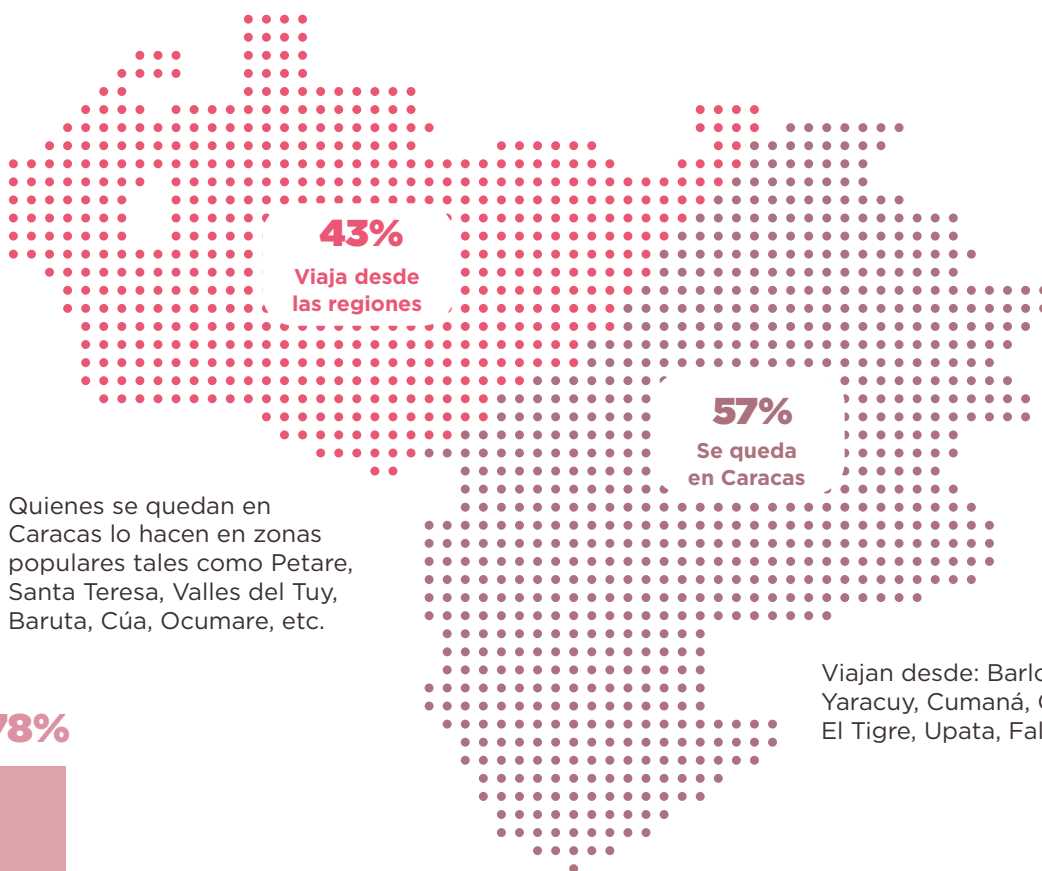 43%
Viaja desde
las regiones
57%
Se queda
en Caracas
Quienes se quedan en
Caracas lo hacen en zonas
populares tales como Petare,
Santa Teresa, Valles del Tuy,
Baruta, Cúa, Ocumare, etc.
Viajan desde:
Yaracuy, Cumaná,
El Tigre, Upata,
78%